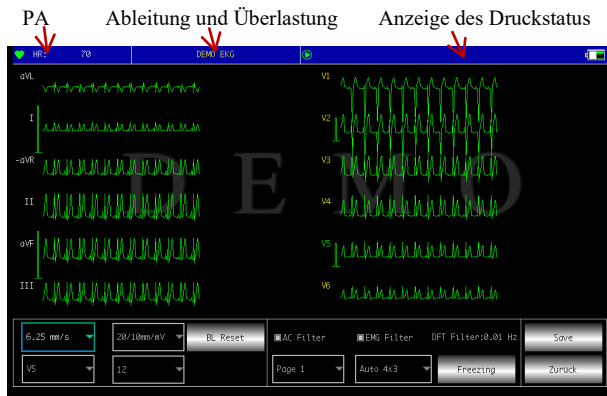 PA Ableitung und Überlastung Anzeige des Druckstatus
HR: 70 DEMO EKG
aVL V1
I V2
-aVR V3
DEMO
II V4
aVF V5
III V6
6.25 mm/s 20/10mm/mV BL Reset AC Filter EMG Filter DFT Filter:0.01 Hz Save
V5 12 Page 1 Auto 4x3 Freezing Zurück